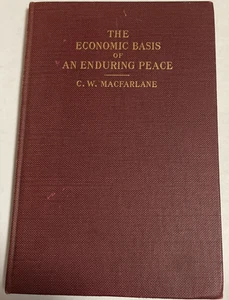 THE
ECONOMIC BASIS
OF
AN ENDURING PEACE
C. W. MACFARLANE